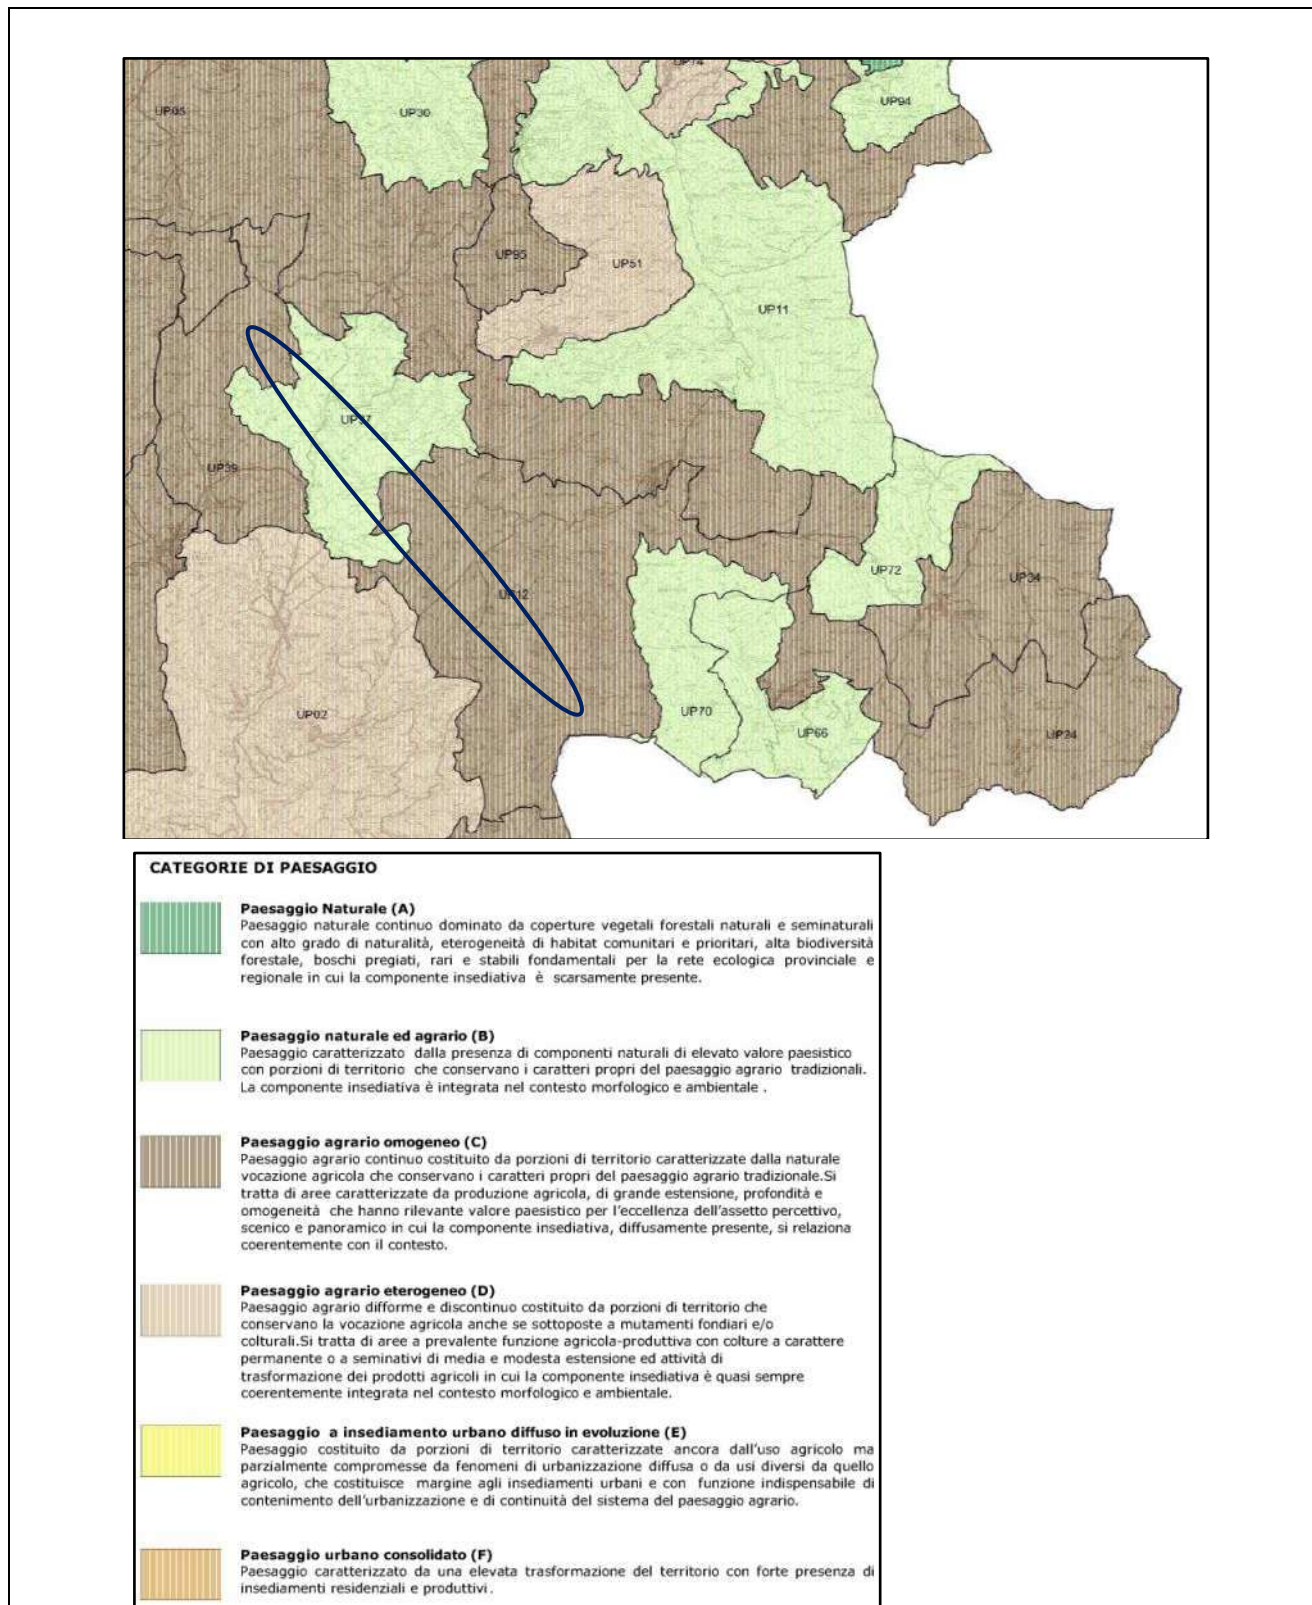 UP74
UP05
UP30
UP94
UP95
UP51
UP11
UP39
UP72
UP34
UP12
UP02
UP70
UP66
UP24
CATEGORIE DI PAESAGGIO
Paesaggio Naturale (A)
Paesaggio naturale continuo dominato da coperture vegetali forestali naturali e seminaturali
con alto grado di naturalità, eterogeneità di habitat comunitari e prioritari, alta biodiversità
forestale, boschi pregiati, rari e stabili fondamentali per la rete ecologica provinciale e
regionale in cui la componente insediativa è scarsamente presente.
Paesaggio naturale ed agrario (B)
Paesaggio caratterizzato dalla presenza di componenti naturali di elevato valore paesistico
con porzioni di territorio che conservano i caratteri propri del paesaggio agrario tradizionali.
La componente insediativa è integrata nel contesto morfologico e ambientale .
Paesaggio agrario omogeneo (C)
Paesaggio agrario continuo costituito da porzioni di territorio caratterizzate dalla naturale
vocazione agricola che conservano i caratteri propri del paesaggio agrario tradizionale.Si
tratta di aree caratterizzate da produzione agricola, di grande estensione, profondità e
omogeneità che hanno rilevante valore paesistico per l'eccellenza dell'assetto percettivo,
scenico e panoramico in cui la componente insediativa, diffusamente presente, si relaziona
coerentemente con il contesto.
Paesaggio agrario eterogeneo (D)
Paesaggio agrario difforme e discontinuo costituito da porzioni di territorio che
conservano la vocazione agricola anche se sottoposte a mutamenti fondiari e/o
colturali.Si tratta di aree a prevalente funzione agricola-produttiva con colture a carattere
permanente o a seminativi di media e modesta estensione ed attività di
trasformazione dei prodotti agricoli in cui la componente insediativa è quasi sempre
coerentemente integrata nel contesto morfologico e ambientale.
Paesaggio a insediamento urbano diffuso in evoluzione (E)
Paesaggio costituito da porzioni di territorio caratterizzate ancora dall'uso agricolo ma
parzialmente compromesse da fenomeni di urbanizzazione diffusa o da usi diversi da quello
agricolo, che costituisce margine agli insediamenti urbani e con funzione indispensabile di
contenimento dell'urbanizzazione e di continuità del sistema del paesaggio agrario.
Paesaggio urbano consolidato (F)
Paesaggio caratterizzato da una elevata trasformazione del territorio con forte presenza di
insediamenti residenziali e produttivi .